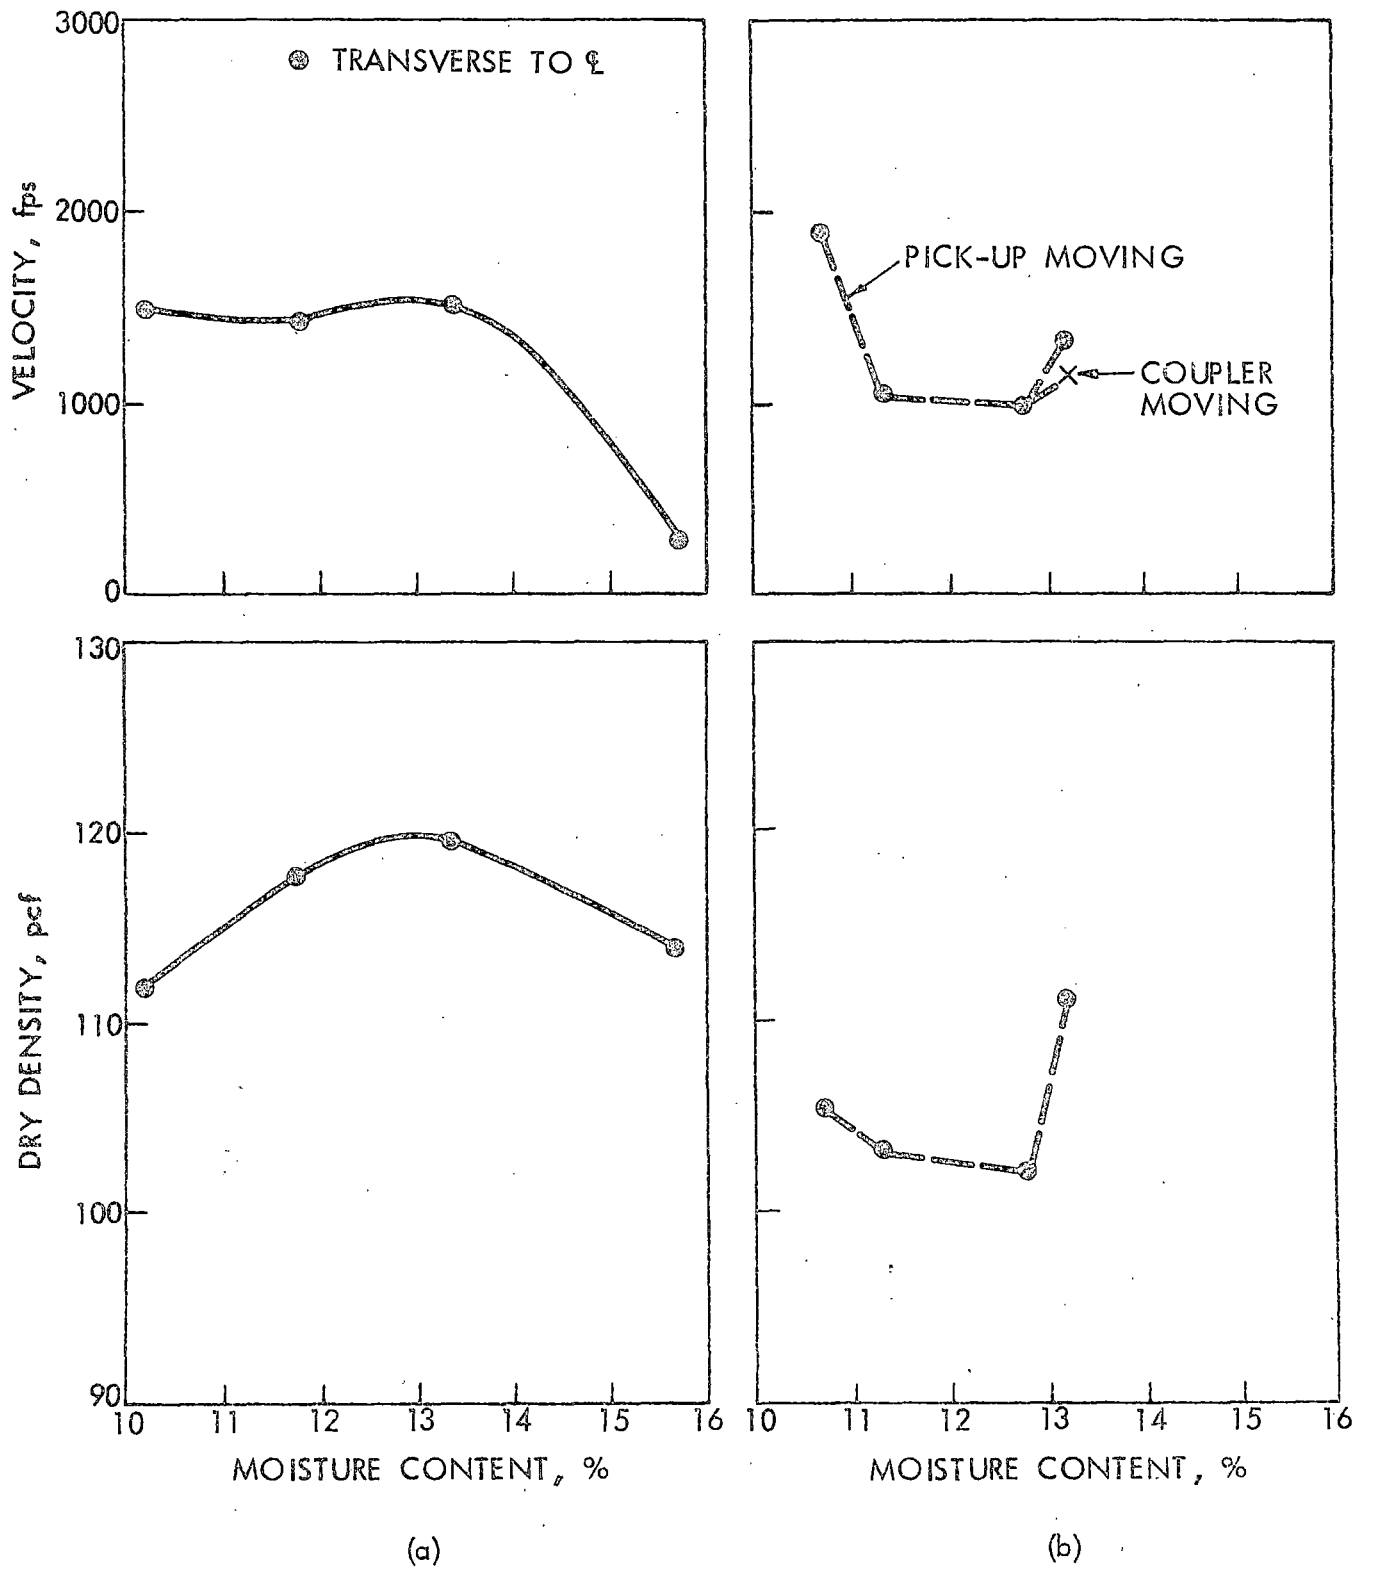 3000
TRANSVERSE TO ℄
2000
1000
0
VELOCITY, fps
PICK-UP MOVING
COUPLER
MOVING
130
120
110
100
90
DRY DENSITY, pcf
10 11 12 13 14 15 16
MOISTURE CONTENT, %
(a)
10 11 12 13 14 15 16
MOISTURE CONTENT, %
(b)